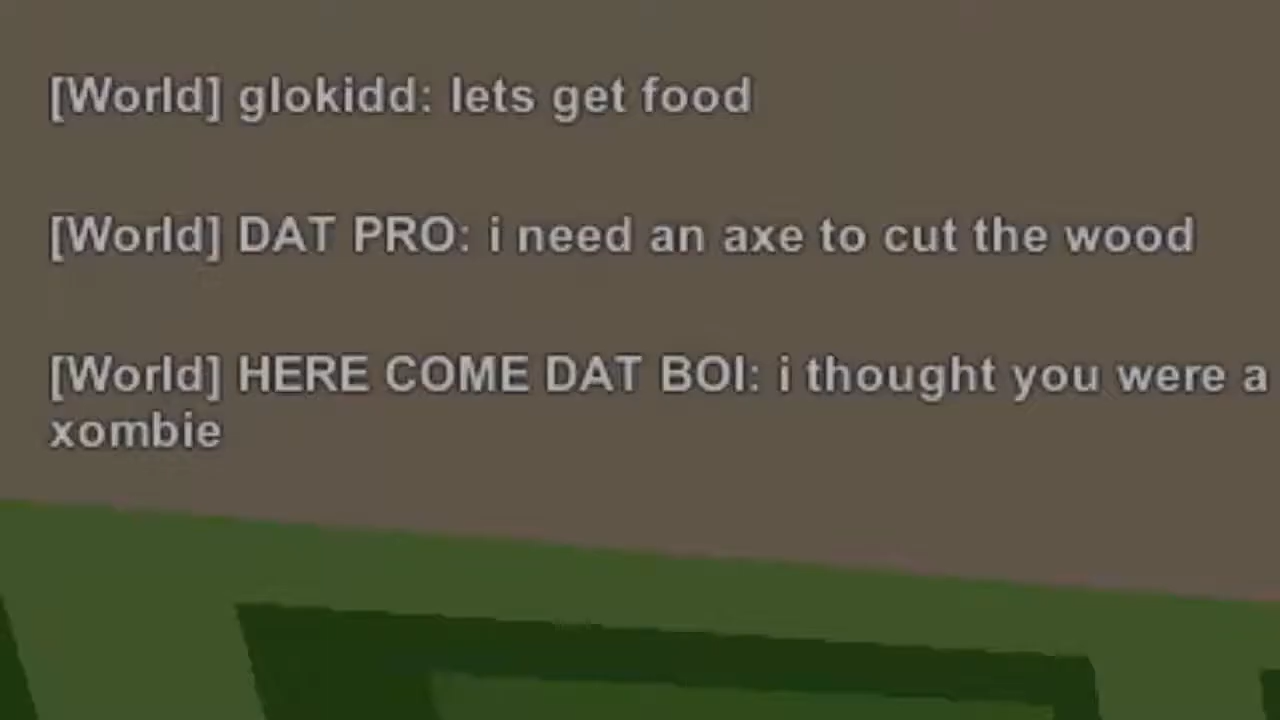 [World] glokidd: lets get food
[World] DAT PRO: i need an axe to cut the wood
[World] HERE COME DAT BOI: i thought you were a
xombie